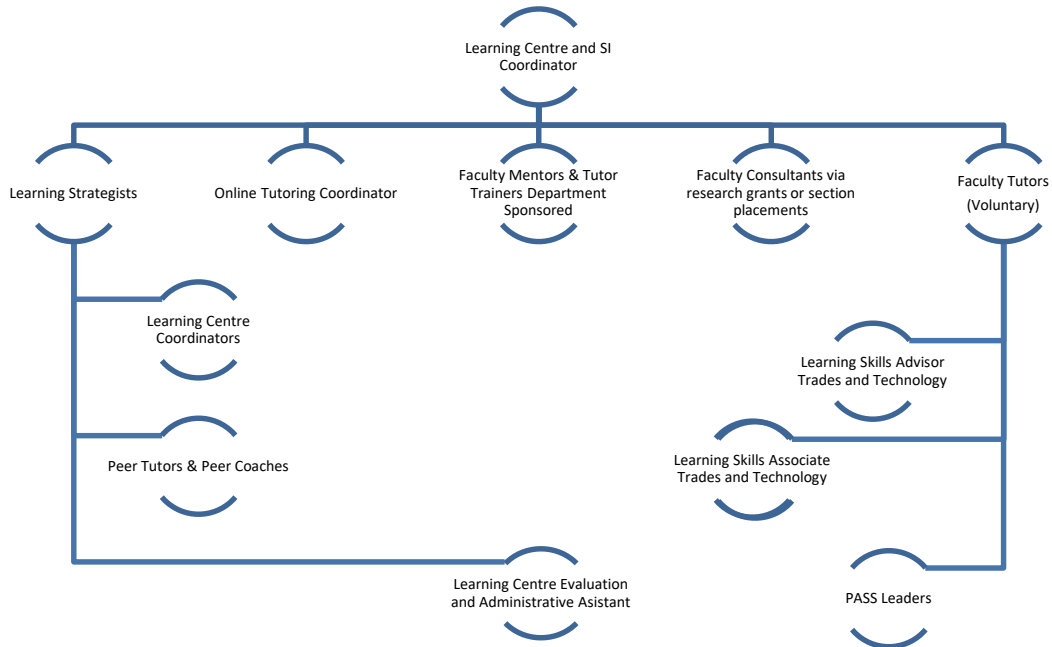 Learning Centre and SI
Coordinator
Learning Strategists
Online Tutoring Coordinator
Faculty Mentors & Tutor
Trainers Department
Sponsored
Faculty Consultants via
research grants or section
placements
Faculty Tutors
(Voluntary)
Learning Centre
Coordinators
Learning Skills Advisor
Trades and Technology
Peer Tutors & Peer Coaches
Learning Skills Associate
Trades and Technology
Learning Centre Evaluation
and Administrative Asistant
PASS Leaders